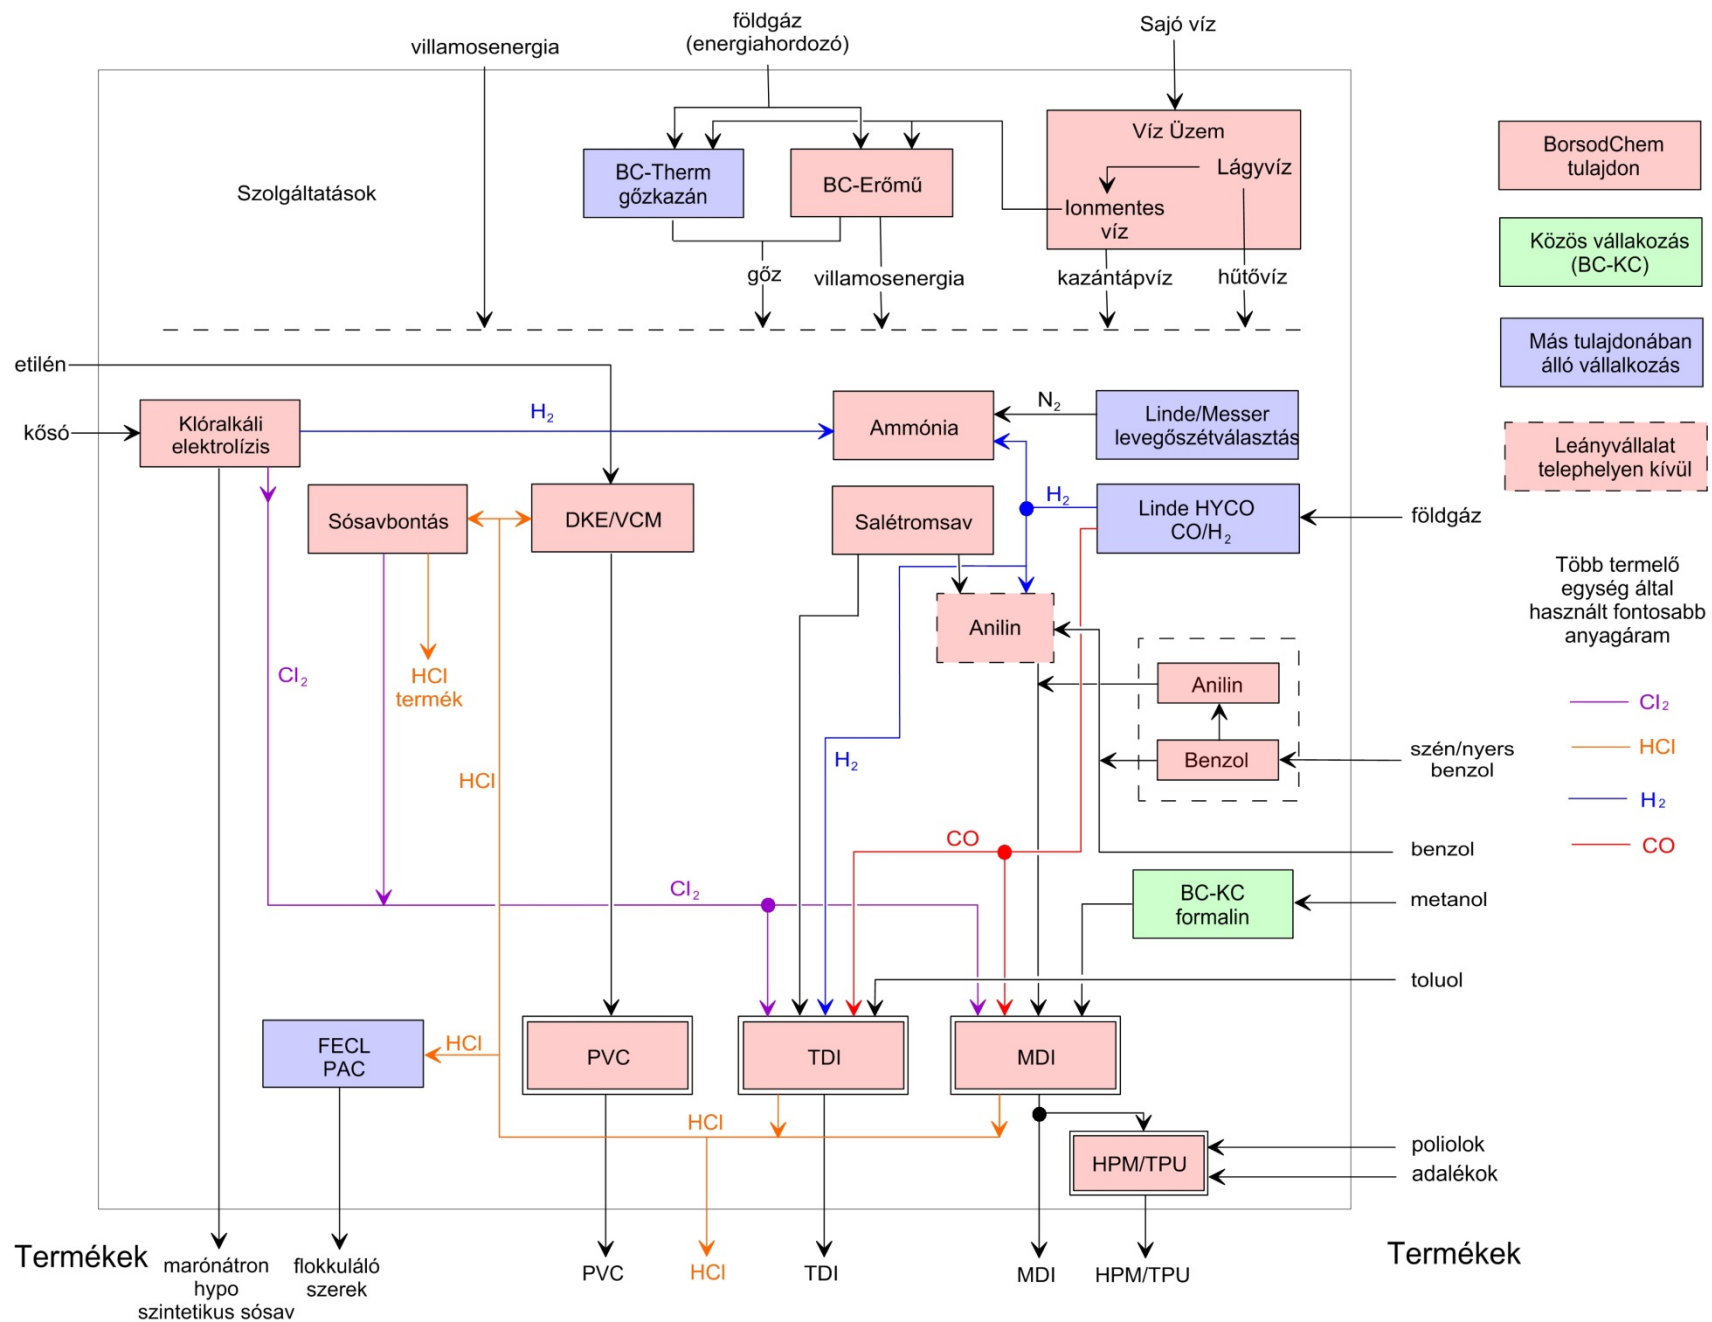 villamosenergia
földgáz
(energiahordozó)
Sajó víz
Szolgáltatások
BC-Therm
gőzkazán
BC-Erőmű
Víz Üzem
Lágyvíz
Ionmentes
víz
gőz
villamosenergia
kazántápvíz
hűtővíz
BorsodChem
tulajdon
Közös vállakozás
(BC-KC)
Más tulajdonában
álló vállalkozás
Leányvállalat
telephelyen kívül
Több termelő
egység által
használt fontosabb
anyagáram
Cl₂
HCl
H₂
CO
etilén
kősó
Klóralkáli
elektrolízis
H₂
Ammónia
N₂
Linde/Messer
levegőszétválasztás
Sósavbontás
DKE/VCM
Salétromsav
H₂
Linde HYCO
CO/H₂
földgáz
Anilin
Cl₂
HCl
termék
Anilin
Benzol
szén/nyers
benzol
HCl
H₂
CO
benzol
Cl₂
BC-KC
formalin
metanol
toluol
FECL
PAC
HCl
PVC
TDI
MDI
HCl
HPM/TPU
poliolok
adalékok
Termékek
marónátron
hypo
szintetikus sósav
flokkuláló
szerek
PVC
HCl
TDI
MDI
HPM/TPU
Termékek